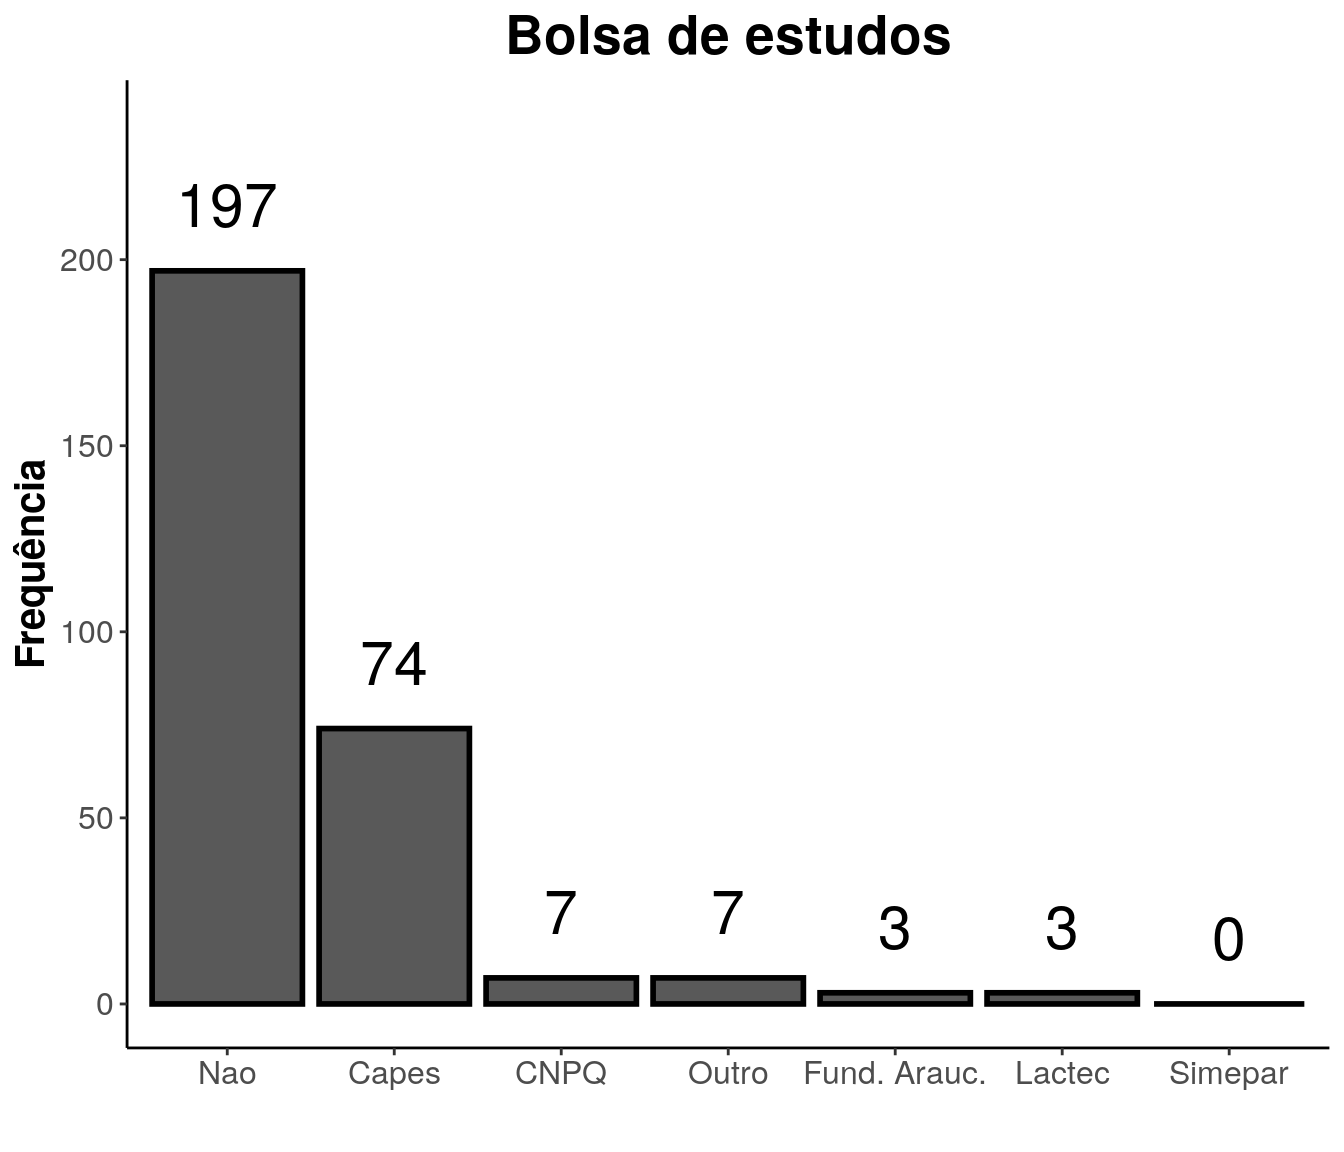 Bolsa de estudos
Frequência
200
150
100
50
0
197
74
7
7
3
3
0
Nao
Capes
CNPQ
Outro
Fund. Arauc.
Lactec
Simepar